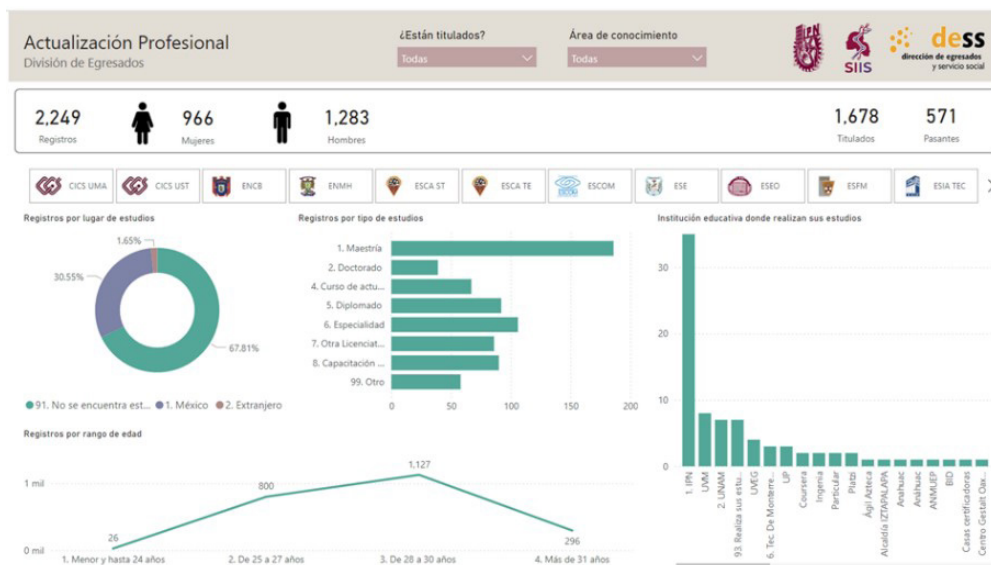 Actualización Profesional
División de Egresados
¿Están titulados?
Todas
Área de conocimiento
Todas
IPN
SIIS
dess
dirección de egresados
y servicio social
2,249
Registros
966
Mujeres
1,283
Hombres
1,678
Titulados
571
Pasantes
CICS UMA
CICS UST
ENCB
ENMH
ESCA ST
ESCA TE
ESCOM
ESE
ESEO
ESFM
ESIA TEC
Registros por lugar de estudios
1.65%
30.55%
67.81%
91. No se encuentra est... 1. México 2. Extranjero
Registros por tipo de estudios
1. Maestría
2. Doctorado
4. Curso de actu...
5. Diplomado
6. Especialidad
7. Otra Licenciat...
8. Capacitación ...
99. Otro
0 50 100 150 200
Institución educativa donde realizan sus estudios
30
20
10
0
1. IPN
UVM
2. UNAM
93. Realiza sus estu...
UVEG
6. Tec. De Monterre...
UP
Coursera
Ingenia
Particular
Platzi
Ágil Azteca
Alcaldía IZTAPALAPA
Anahuac
Anáhuac
ANMUEP
BID
Casas certificadoras
Centro Gestalt Oax...
Registros por rango de edad
1 mil
0 mil
26
800
1,127
296
1. Menor y hasta 24 años
2. De 25 a 27 años
3. De 28 a 30 años
4. Más de 31 años